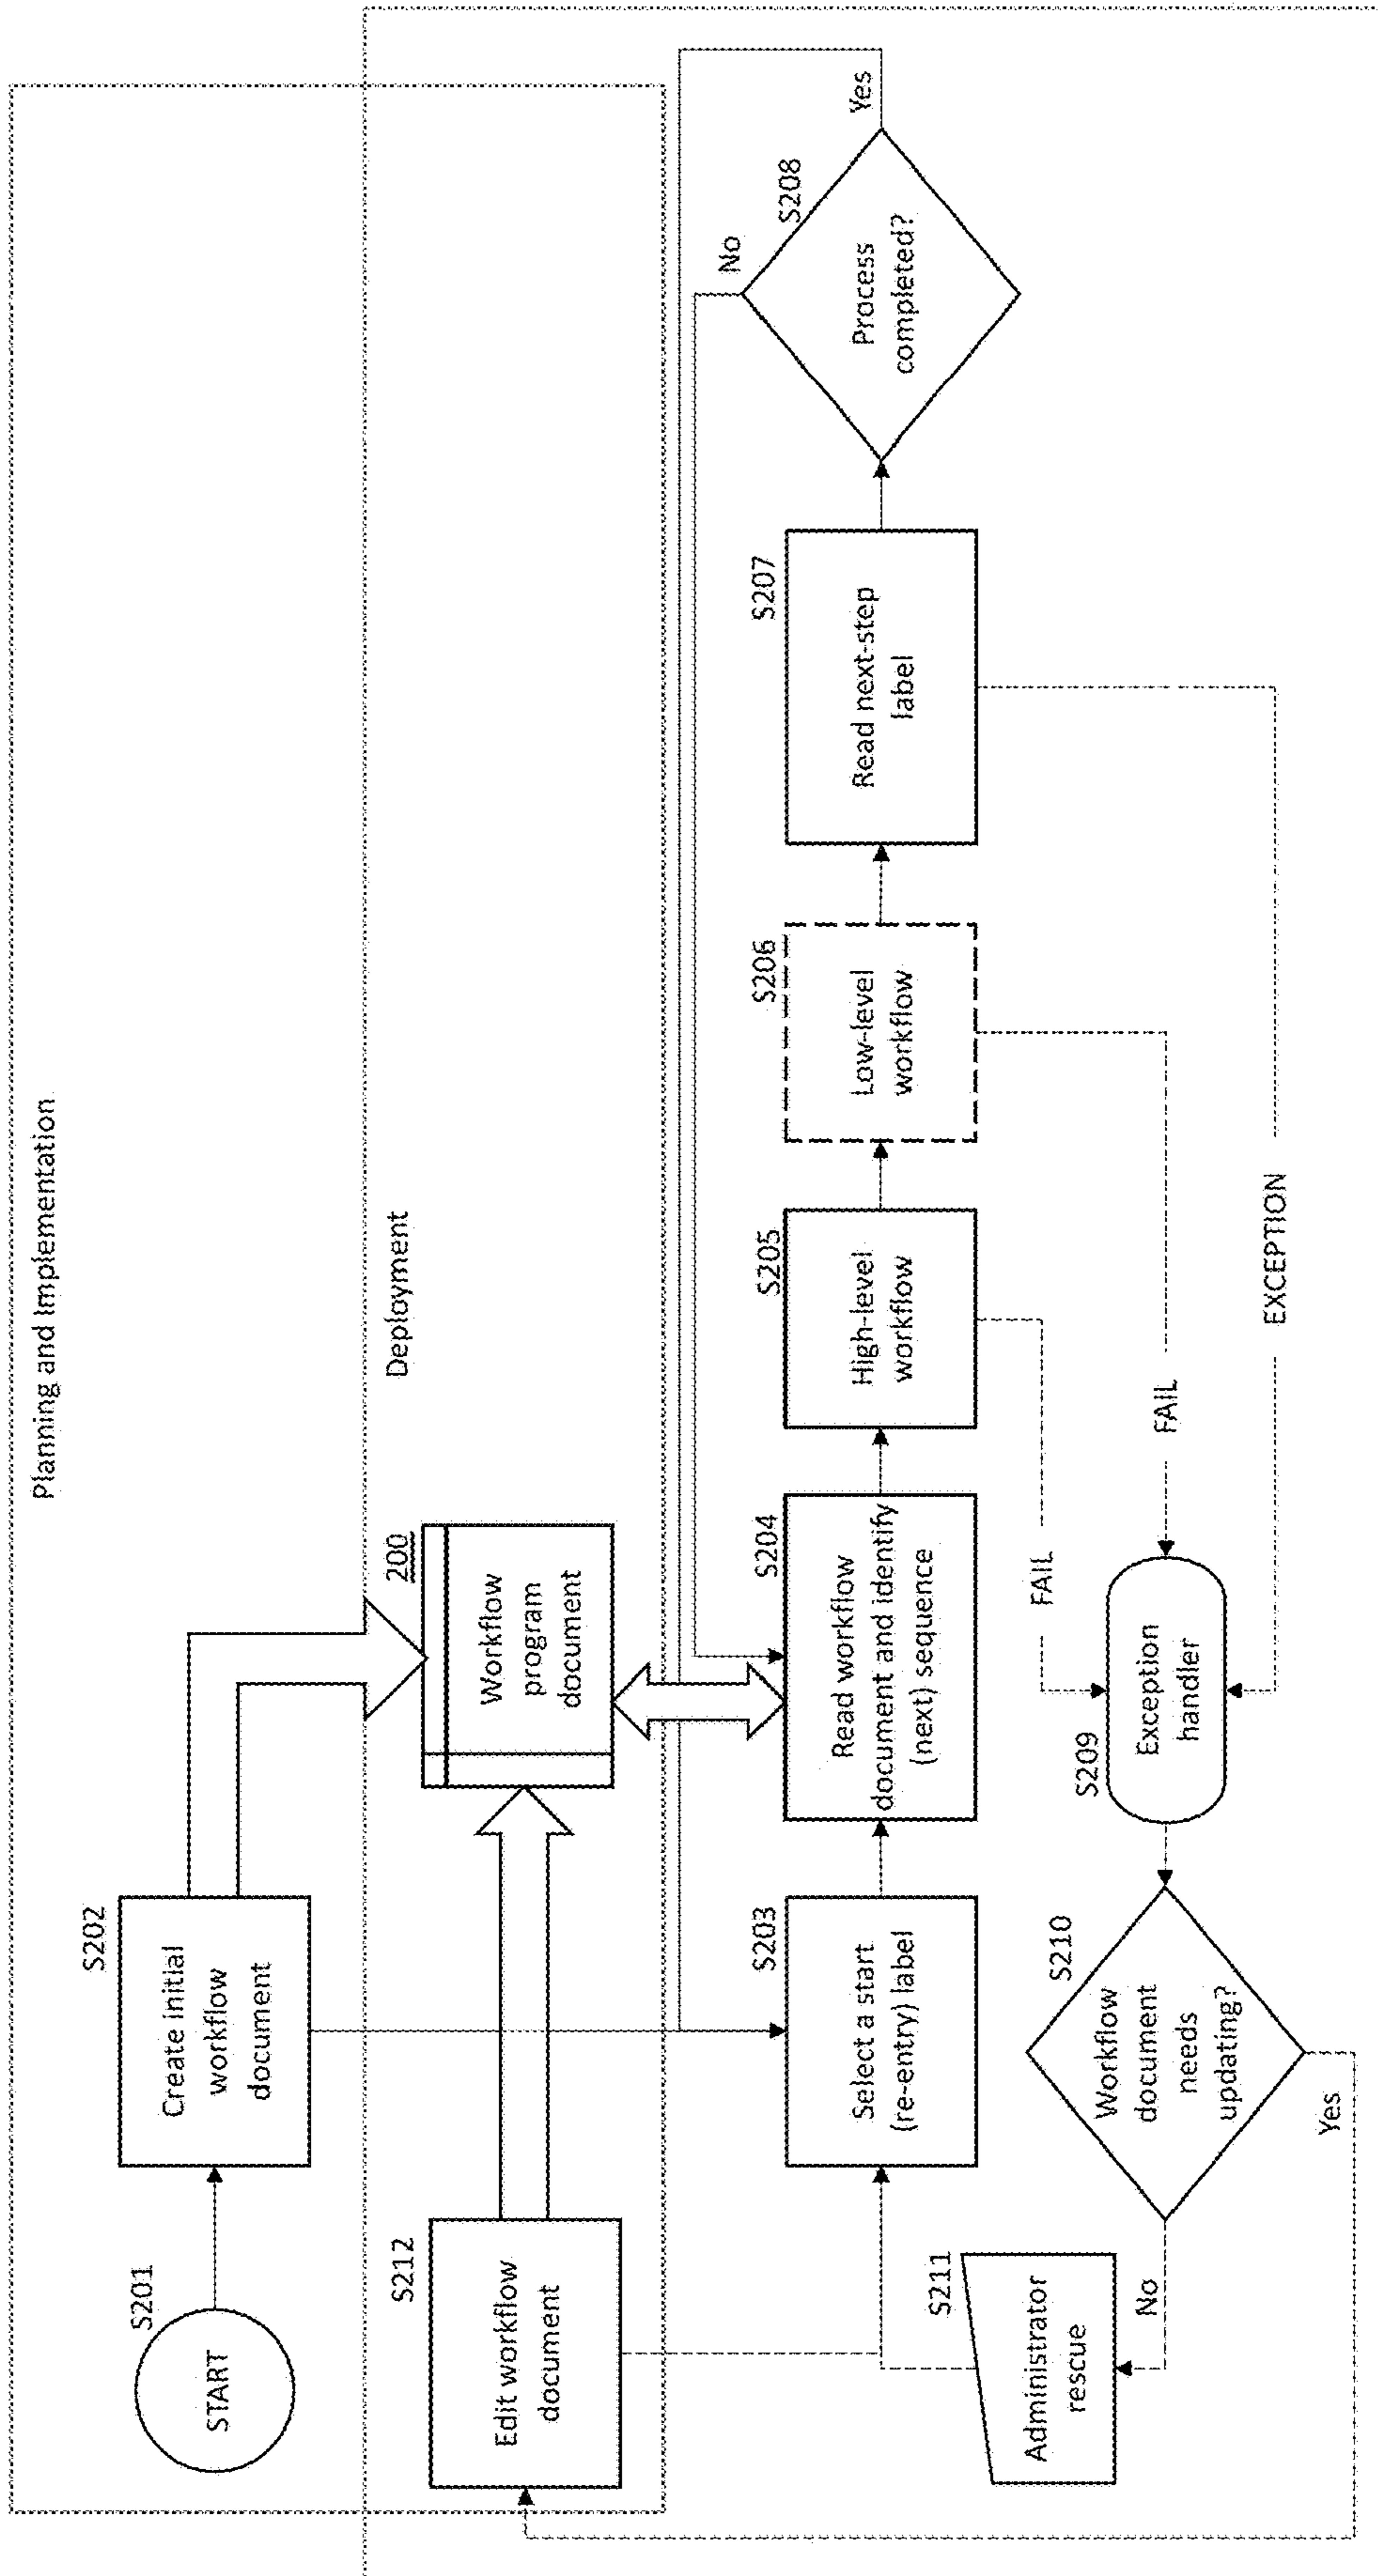 Planning and Implementation
S201
START
S202
Create initial
workflow
document
Deployment
S212
Edit workflow
document
200
Workflow
program
document
S203
Select a start
(re-entry) label
S204
Read workflow
document and identify
(next) sequence
S205
High-level
workflow
S206
Low-level
workflow
S207
Read next-step
label
S208
Process
completed?
No
Yes
S211
Administrator
rescue
No
S210
Workflow
document
needs
updating?
Yes
S209
Exception
handler
FAIL
FAIL
EXCEPTION